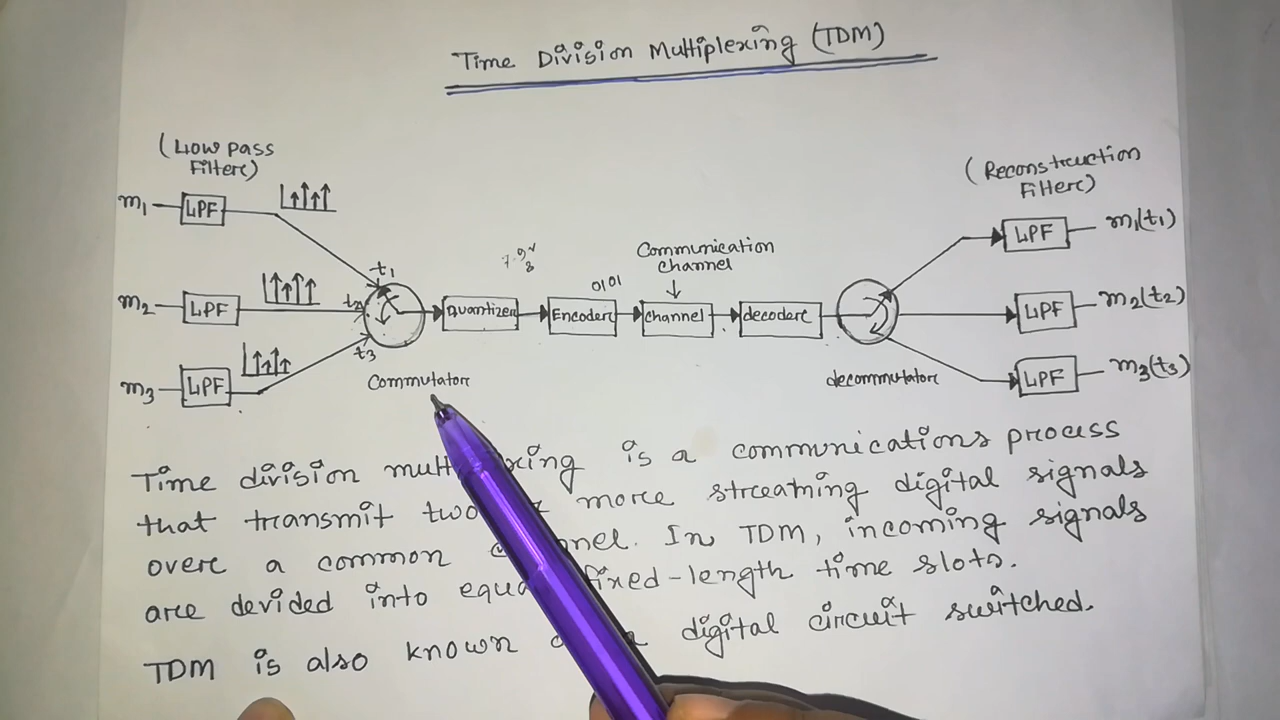 Time Division Multiplexing (TDM)
(Low pass
Filter)
(Reconstruction
Filter)
m1
LPF
m1(t1)
LPF
t1
7.9v
8
0101
Communication
channel
m2
LPF
t2
Quantizer
Encoder
channel
decoder
LPF
m2(t2)
t3
m3
LPF
Commutator
decommutator
LPF
m3(t3)
Time division is a communications process
that transmit two more streaming digital signals
over a common In TDM, incoming signals
are devided into fixed-length time slots.
TDM is also known digital circuit switched.